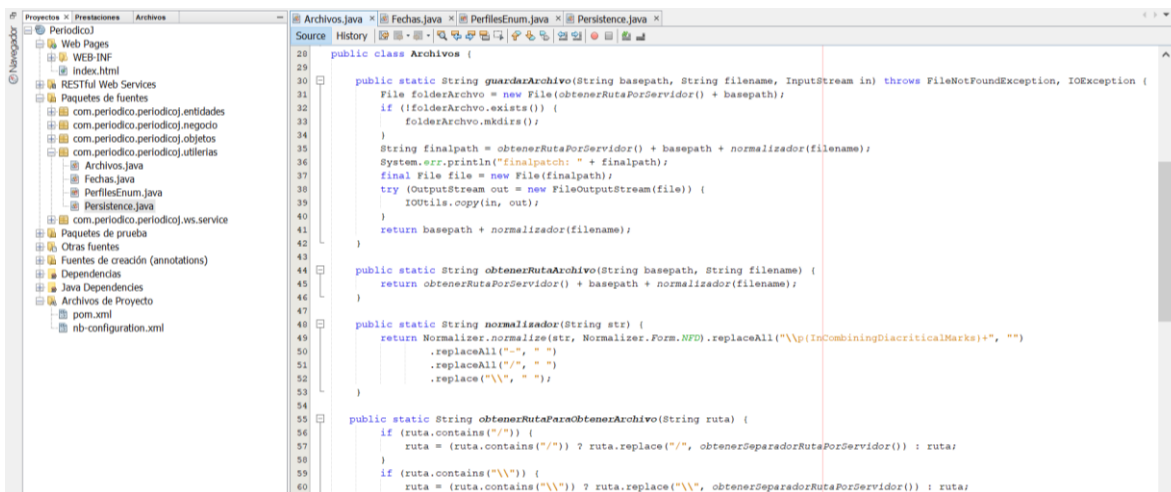 Proyectos × Prestaciones Archivos
Navegador
PeriodicoJ
Web Pages
WEB-INF
index.html
RESTful Web Services
Paquetes de fuentes
com.periodico.periodicoj.entidades
com.periodico.periodicoj.negocio
com.periodico.periodicoj.objetos
com.periodico.periodicoj.utilerias
Archivos.java
Fechas.java
PerfilesEnum.java
Persistence.java
com.periodico.periodicoj.ws.service
Paquetes de prueba
Otras fuentes
Fuentes de creación (annotations)
Dependencias
Java Dependencies
Archivos de Proyecto
pom.xml
nb-configuration.xml
Archivos.java × Fechas.java × PerfilesEnum.java × Persistence.java ×
Source History
28 public class Archivos {
29
30 public static String guardarArchivo(String basepath, String filename, InputStream in) throws FileNotFoundException, IOException {
31 File folderArchvo = new File(obtenerRutaPorServidor() + basepath);
32 if (!folderArchvo.exists()) {
33 folderArchvo.mkdirs();
34 }
35 String finalpath = obtenerRutaPorServidor() + basepath + normalizador(filename);
36 System.err.println("finalpatch: " + finalpath);
37 final File file = new File(finalpath);
38 try (OutputStream out = new FileOutputStream(file)) {
39 IOUtils.copy(in, out);
40 }
41 return basepath + normalizador(filename);
42 }
43
44 public static String obtenerRutaArchivo(String basepath, String filename) {
45 return obtenerRutaPorServidor() + basepath + normalizador(filename);
46 }
47
48 public static String normalizador(String str) {
49 return Normalizer.normalize(str, Normalizer.Form.NFD).replaceAll("\\p{InCombiningDiacriticalMarks}+", "")
50 .replaceAll("-", " ")
51 .replaceAll("/", " ")
52 .replace("\\", " ");
53 }
54
55 public static String obtenerRutaParaObtenerArchivo(String ruta) {
56 if (ruta.contains("/")) {
57 ruta = (ruta.contains("/")) ? ruta.replace("/", obtenerSeparadorRutaPorServidor()) : ruta;
58 }
59 if (ruta.contains("\\")) {
60 ruta = (ruta.contains("\\")) ? ruta.replace("\\", obtenerSeparadorRutaPorServidor()) : ruta;